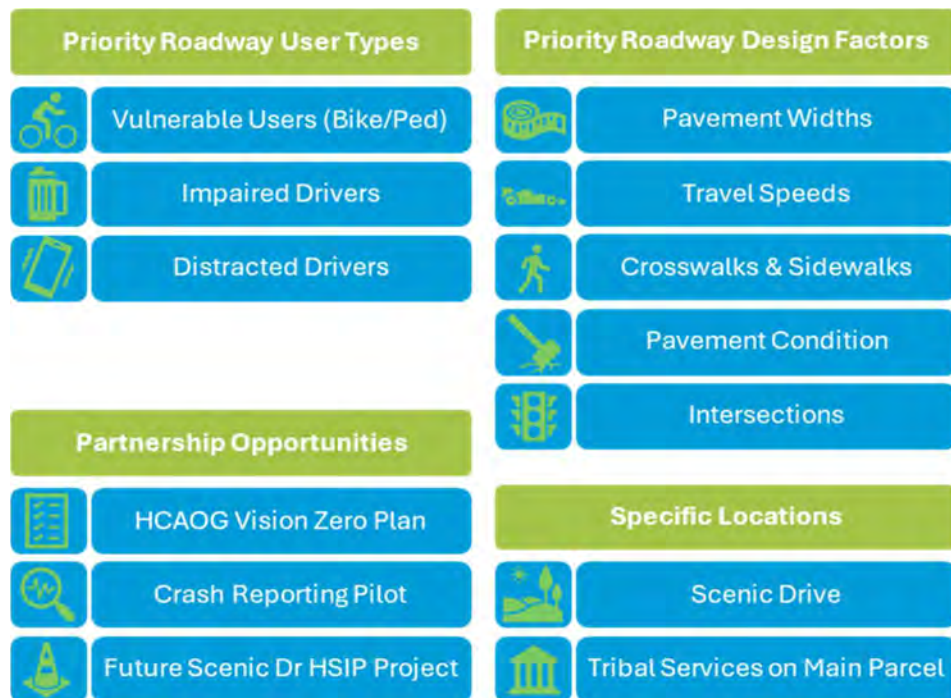 Priority Roadway User Types
Vulnerable Users (Bike/Ped)
Impaired Drivers
Distracted Drivers
Partnership Opportunities
HCAOG Vision Zero Plan
Crash Reporting Pilot
Future Scenic Dr HSIP Project
Priority Roadway Design Factors
Pavement Widths
Travel Speeds
Crosswalks & Sidewalks
Pavement Condition
Intersections
Specific Locations
Scenic Drive
Tribal Services on Main Parcel